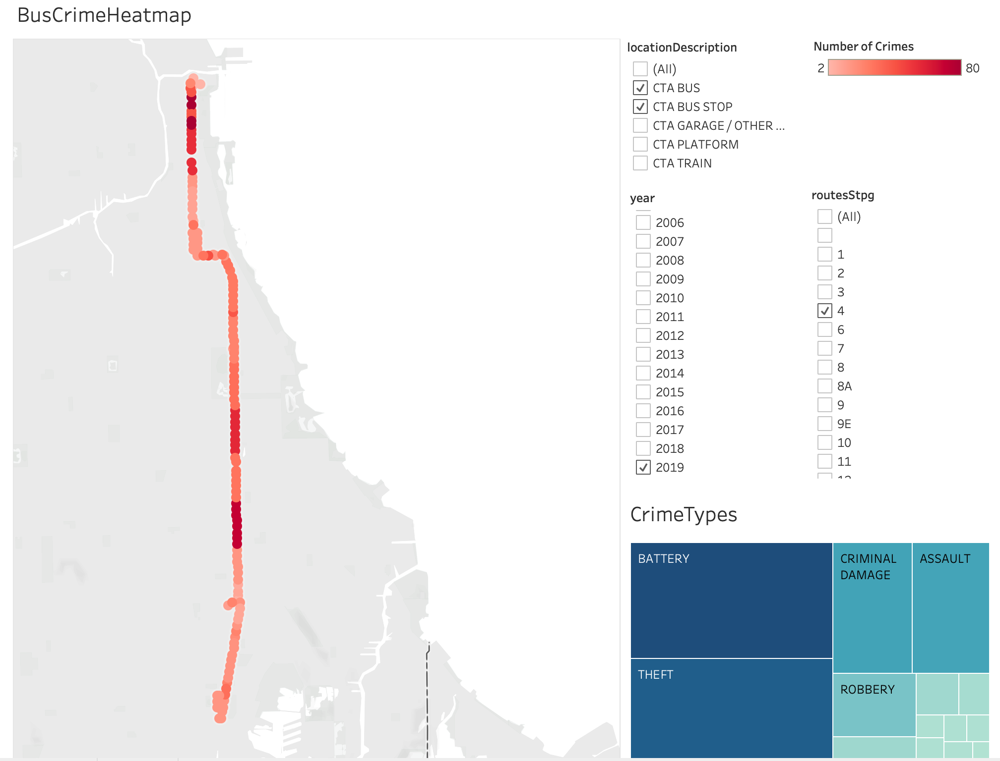 BusCrimeHeatmap
locationDescription
(All)
CTA BUS
CTA BUS STOP
CTA GARAGE / OTHER ...
CTA PLATFORM
CTA TRAIN
Number of Crimes
2 80
year
2006
2007
2008
2009
2010
2011
2012
2013
2014
2015
2016
2017
2018
2019
routesStpg
(All)
1
2
3
4
6
7
8
8A
9
9E
10
11
CrimeTypes
BATTERY
CRIMINAL
DAMAGE
ASSAULT
THEFT
ROBBERY